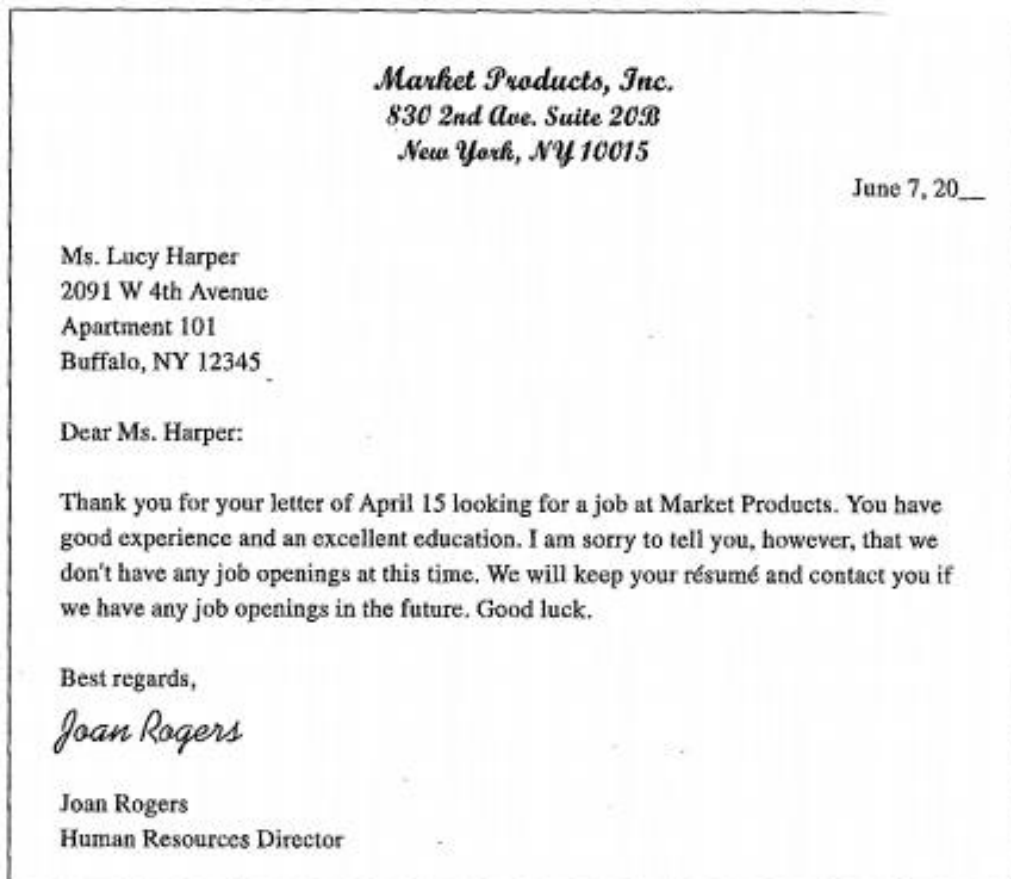 Market Products, Inc.
830 2nd Ave. Suite 20B
New York, NY 10015
June 7, 20__
Ms. Lucy Harper
2091 W 4th Avenue
Apartment 101
Buffalo, NY 12345
Dear Ms. Harper:
Thank you for your letter of April 15 looking for a job at Market Products. You have
good experience and an excellent education. I am sorry to tell you, however, that we
don't have any job openings at this time. We will keep your résumé and contact you if
we have any job openings in the future. Good luck.
Best regards,
Joan Rogers
Joan Rogers
Human Resources Director